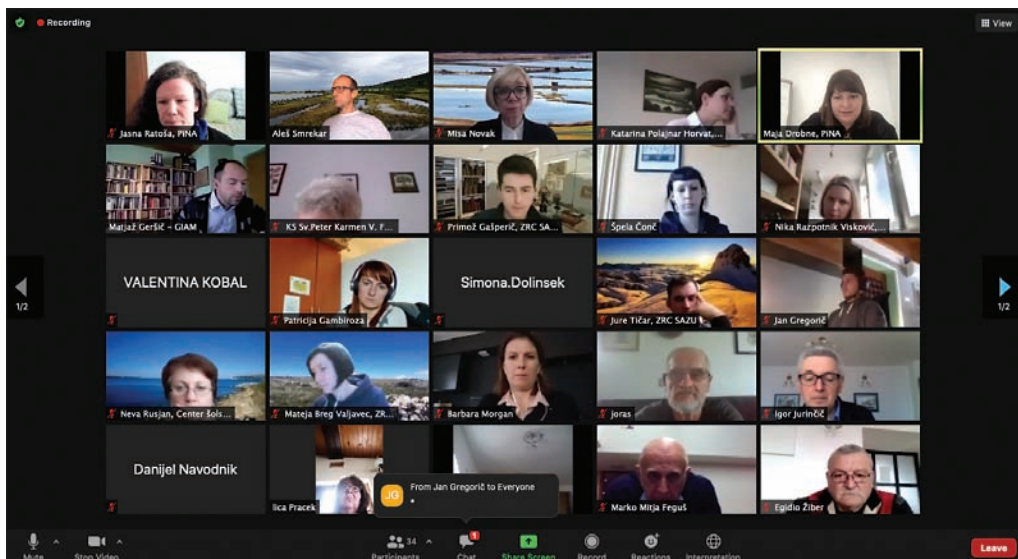 Recording
View
Jasna Ratoša, PiNA
Aleš Smrekar
Misa Novak
Katarina Polajnar Horvat,...
Maja Drobne, PiNA
Matjaž Geršič - GIAM
KS Sv.Peter Karmen V. F...
Primož Gašperič, ZRC SA...
Špela Čonč
Nika Razpotnik Visković,...
VALENTINA KOBAL
Patricija Gambiroza
Simona.Dolinsek
Jure Tičar, ZRC SAZU
Jan Gregorič
1/2
1/2
Neva Rusjan, Center šols...
Mateja Breg Valjavec, ZR...
Barbara Morgan
joras
Igor Jurinčič
Danijel Navodnik
lica Pracek
JG
From Jan Gregorič to Everyone
Marko Mitja Feguš
Egidio Žiber
34
1
Mute
Stop Video
Participants
Chat
Share Screen
Record
Reactions
Interpretation
Leave